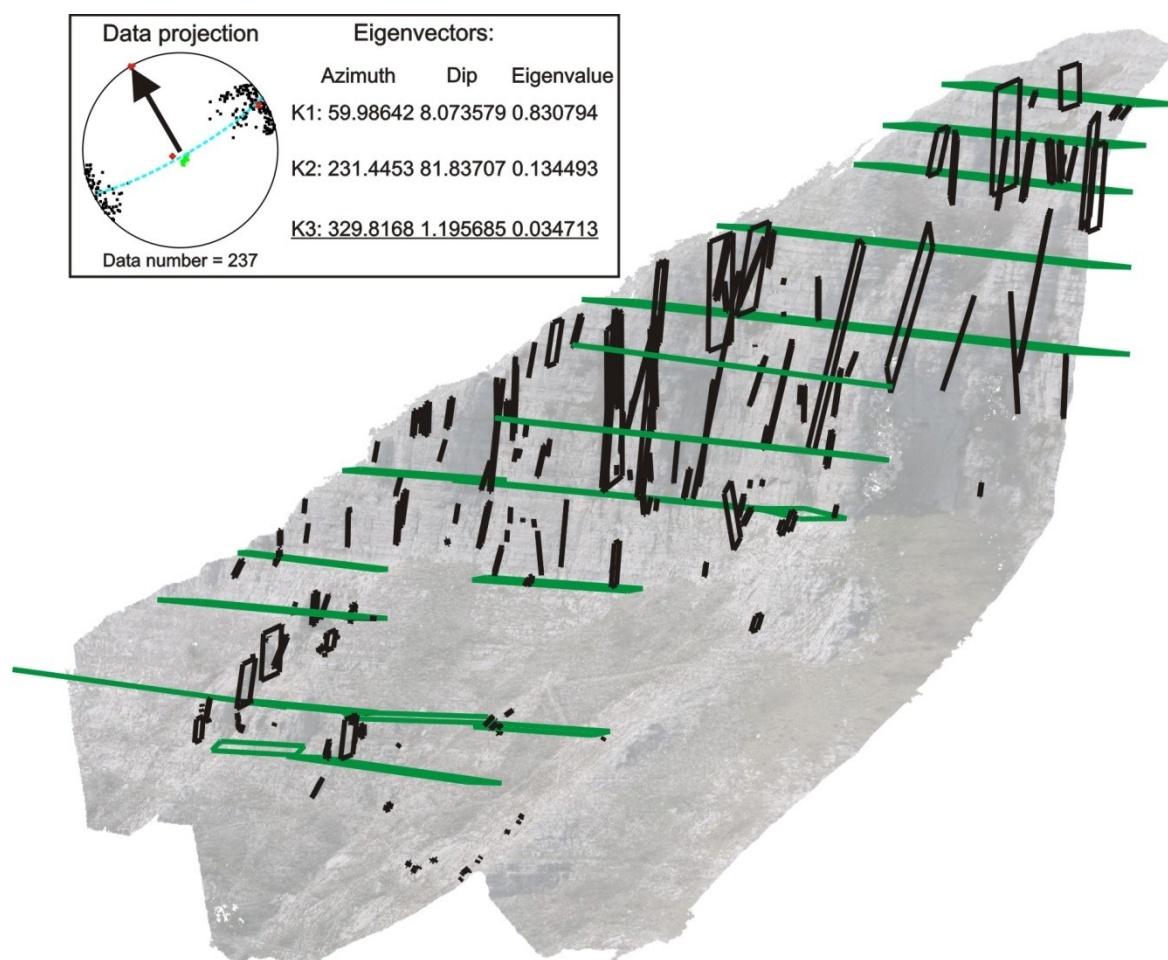 Data projection
Eigenvectors:
Azimuth Dip Eigenvalue
K1: 59.98642 8.073579 0.830794
K2: 231.4453 81.83707 0.134493
K3: 329.8168 1.195685 0.034713
Data number = 237